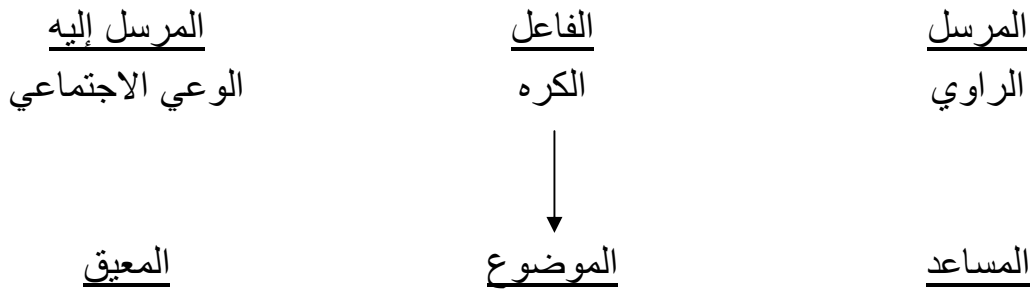 المرسل الفاعل المرسل إليه
الراوي الكره الوعي الاجتماعي
المساعد الموضوع المعيق